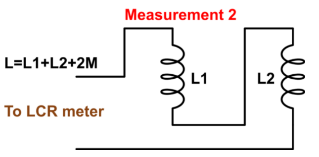 Measurement 2
L=L1+L2+2M
L1
L2
To LCR meter